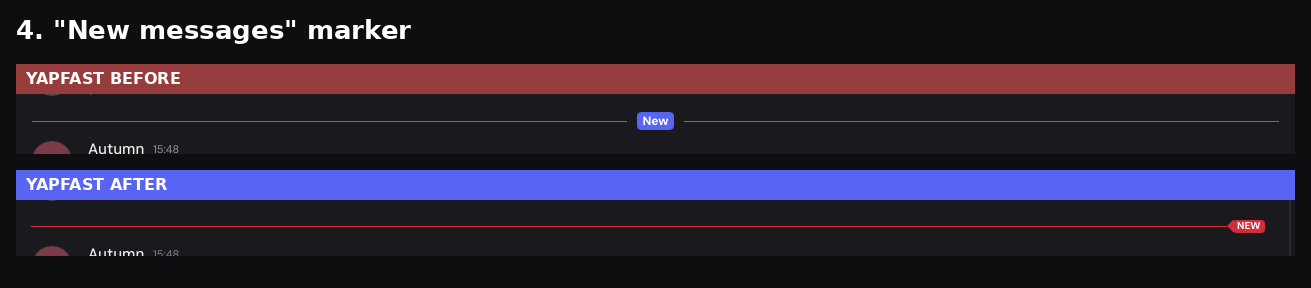 4. "New messages" marker
YAPFAST BEFORE
New
Autumn 15:48
YAPFAST AFTER
NEW
Autumn 15:48